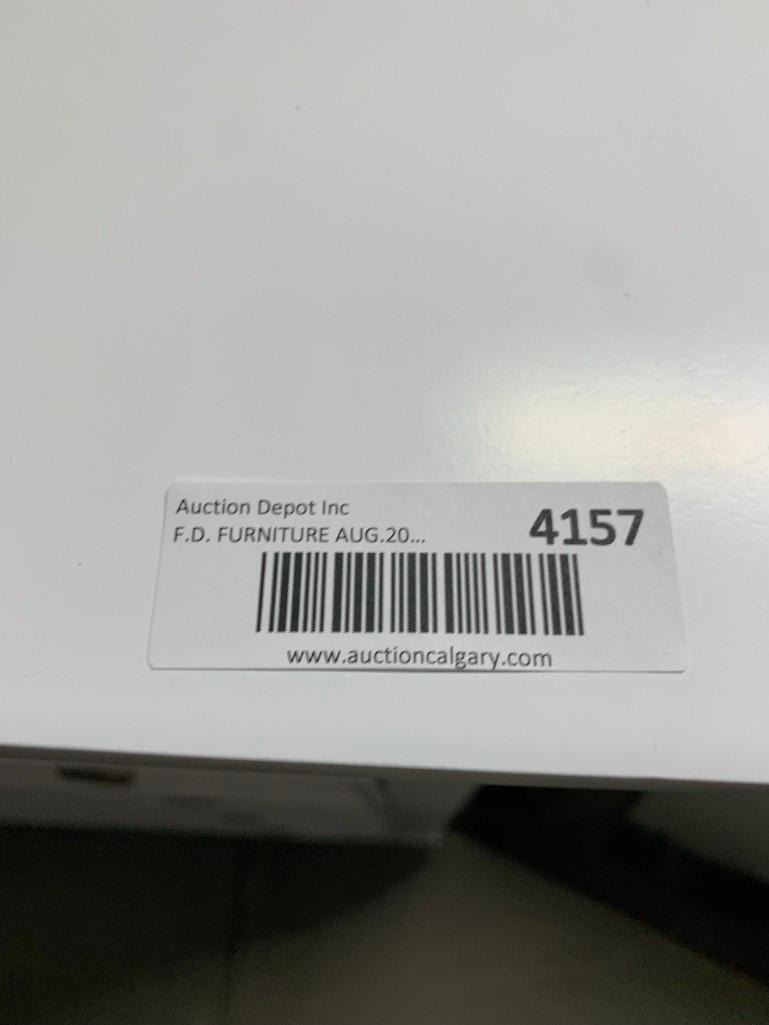 Auction Depot Inc
F.D. FURNITURE AUG.20...
4157
www.auctioncalgary.com